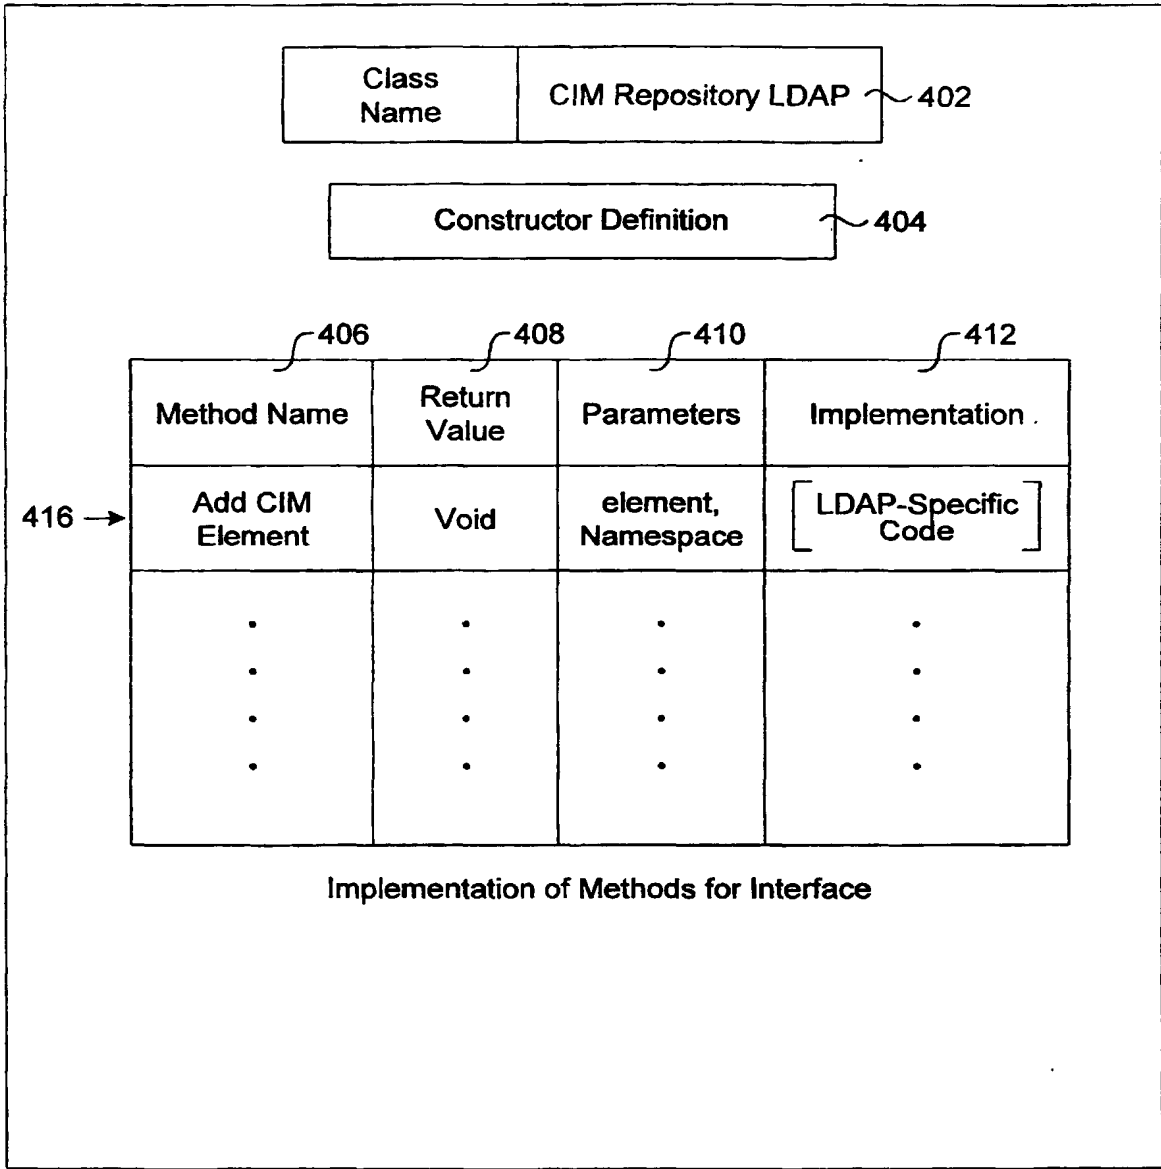 Class
Name
CIM Repository LDAP
402
Constructor Definition
404
406
408
410
412
Method Name
Return
Value
Parameters
Implementation
416
Add CIM
Element
Void
element,
Namespace
LDAP-Specific
Code
Implementation of Methods for Interface